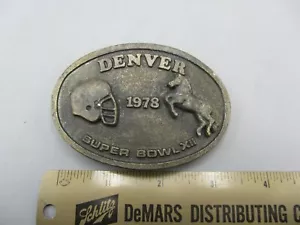 DENVER
1978
SUPER BOWL XII
1 2 3 4
Schlitz DeMARS DISTRIBUTING C